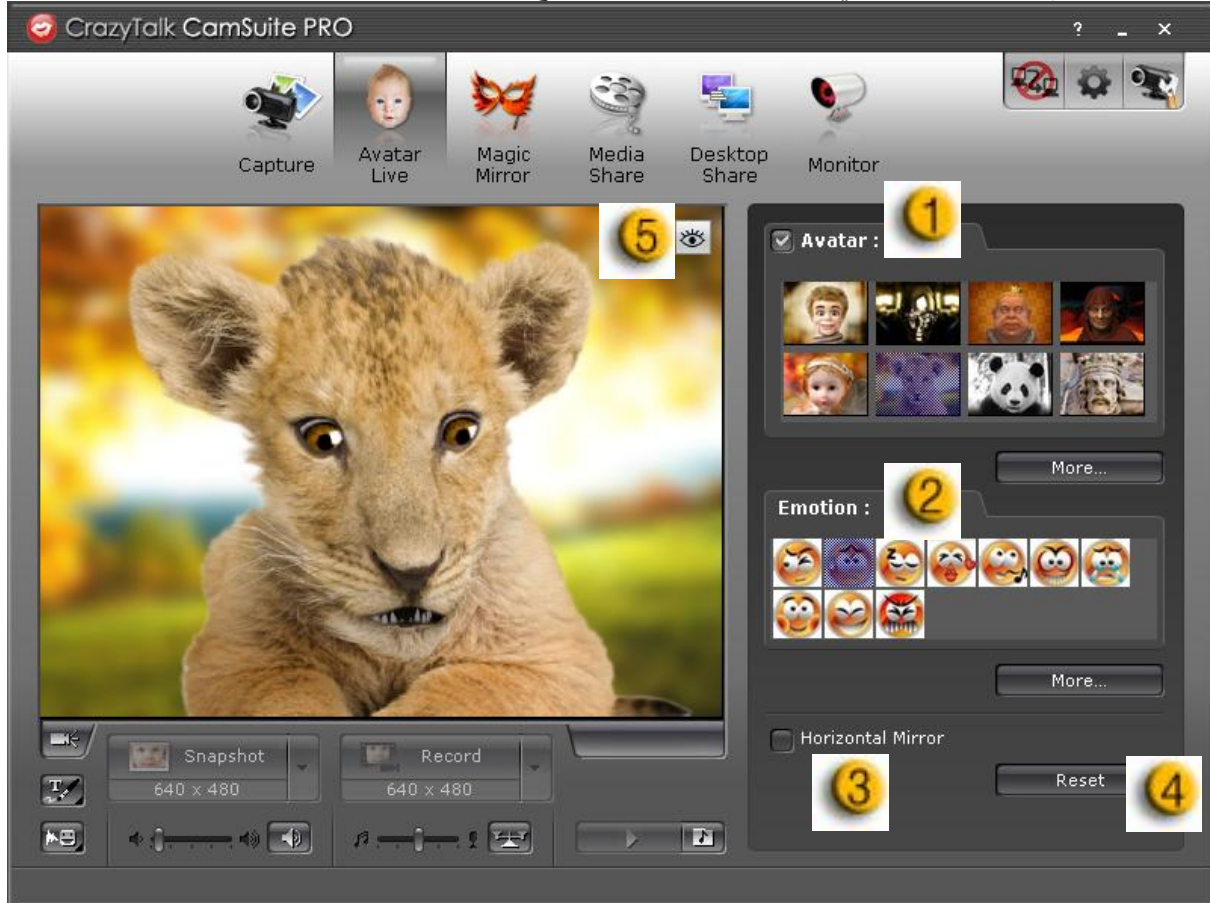 CrazyTalk CamSuite PRO
?
Capture
Avatar
Live
Magic
Mirror
Media
Share
Desktop
Share
Monitor
5
1
Avatar :
More...
2
Emotion :
More...
Horizontal Mirror
3
Reset
4
Snapshot
640 x 480
Record
640 x 480
T